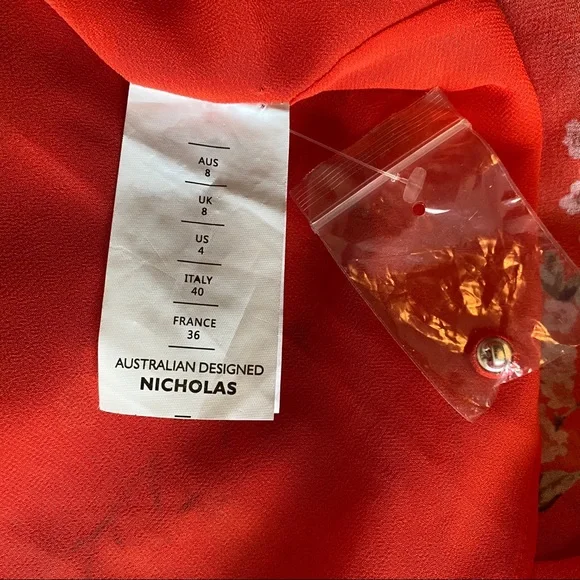 AUS
8
UK
8
US
4
ITALY
40
FRANCE
36
AUSTRALIAN DESIGNED
NICHOLAS